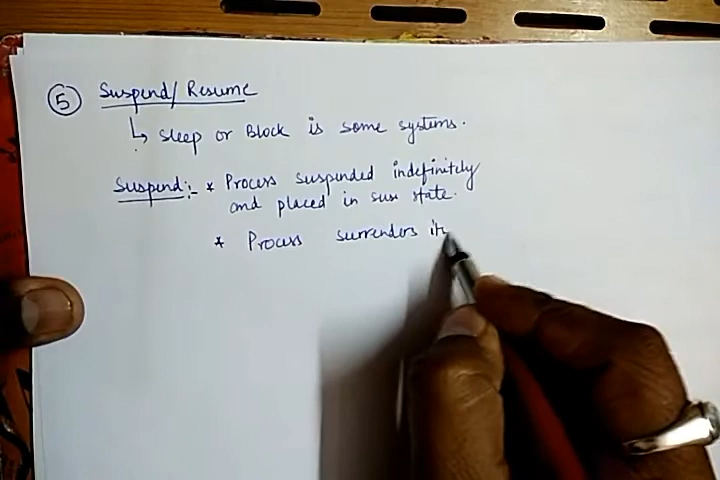 ⑤ Suspend/Resume
↳ Sleep or Block is some systems.
Suspend:- * Process suspended indefinitely
and placed in sus state.
* Process surrenders its